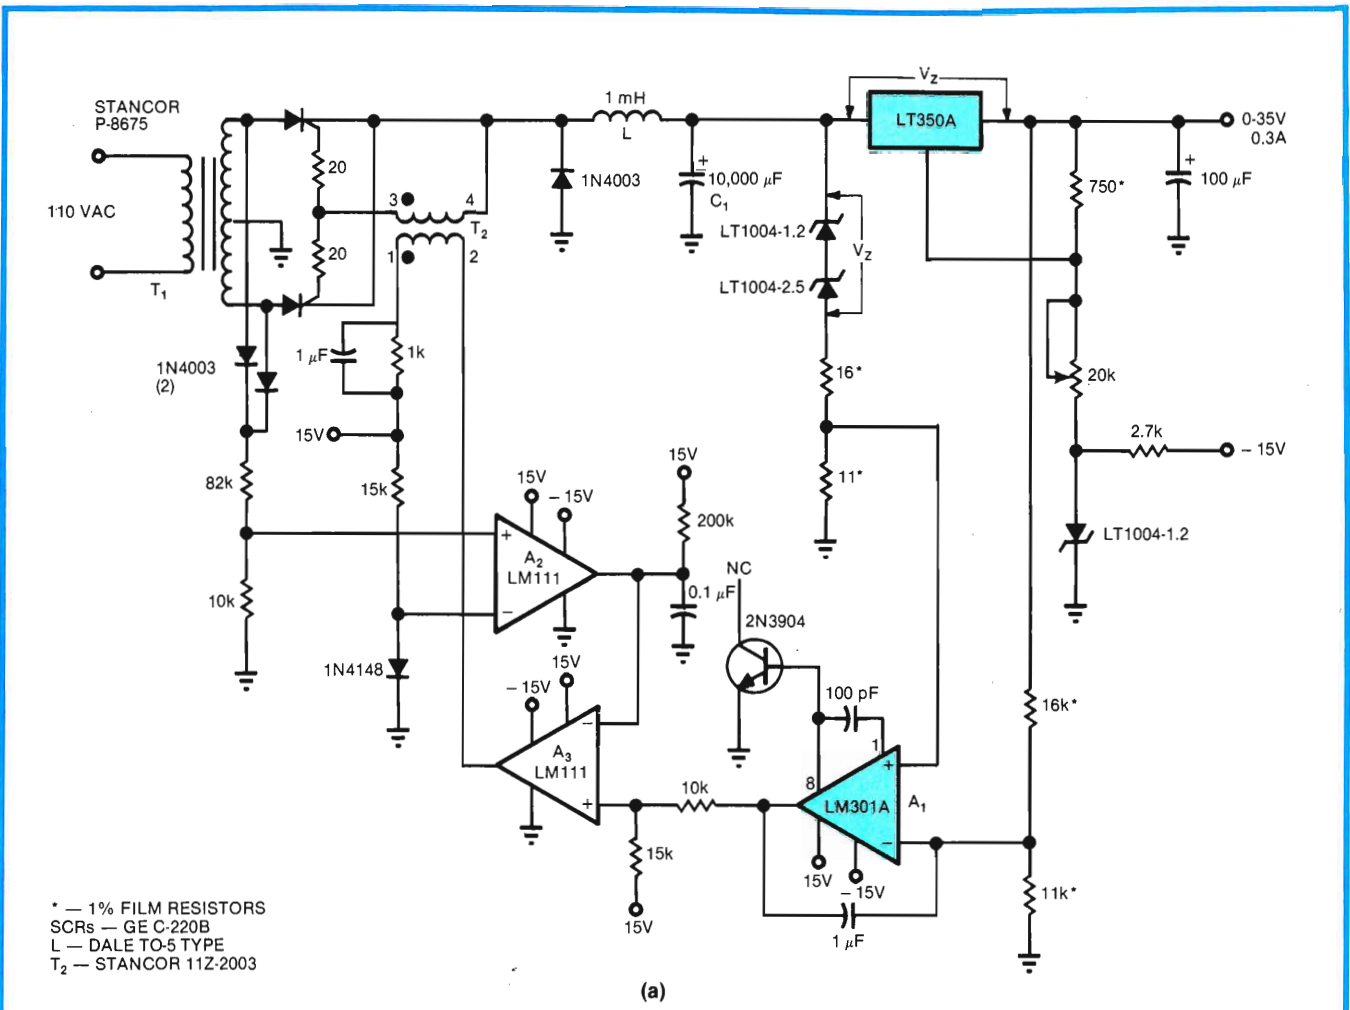 STANCOR
P-8675
110 VAC
T1
20
20
3
4
T2
1
2
1 mH
L
1N4003
+
10,000 µF
C1
VZ
LT350A
0-35V
0.3A
750*
+
100 µF
LT1004-1.2
VZ
LT1004-2.5
16*
11*
20k
2.7k
– 15V
LT1004-1.2
1N4003
(2)
1 µF
1k
15V
82k
15k
10k
1N4148
15V
– 15V
+
A2
LM111
–
15V
200k
0.1 µF
NC
2N3904
15V
– 15V
–
A3
LM111
+
10k
15k
15V
100 pF
1
8
+
LM301A
A1
–
15V
– 15V
1 µF
16k*
11k*
* — 1% FILM RESISTORS
SCRs — GE C-220B
L — DALE TO-5 TYPE
T2 — STANCOR 11Z-2003
(a)